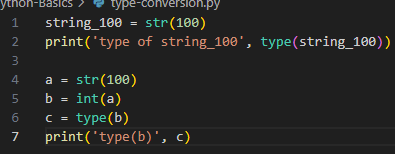 ython-Basics > type-conversion.py
1 string_100 = str(100)
2 print('type of string_100', type(string_100))
3
4 a = str(100)
5 b = int(a)
6 c = type(b)
7 print('type(b)', c)